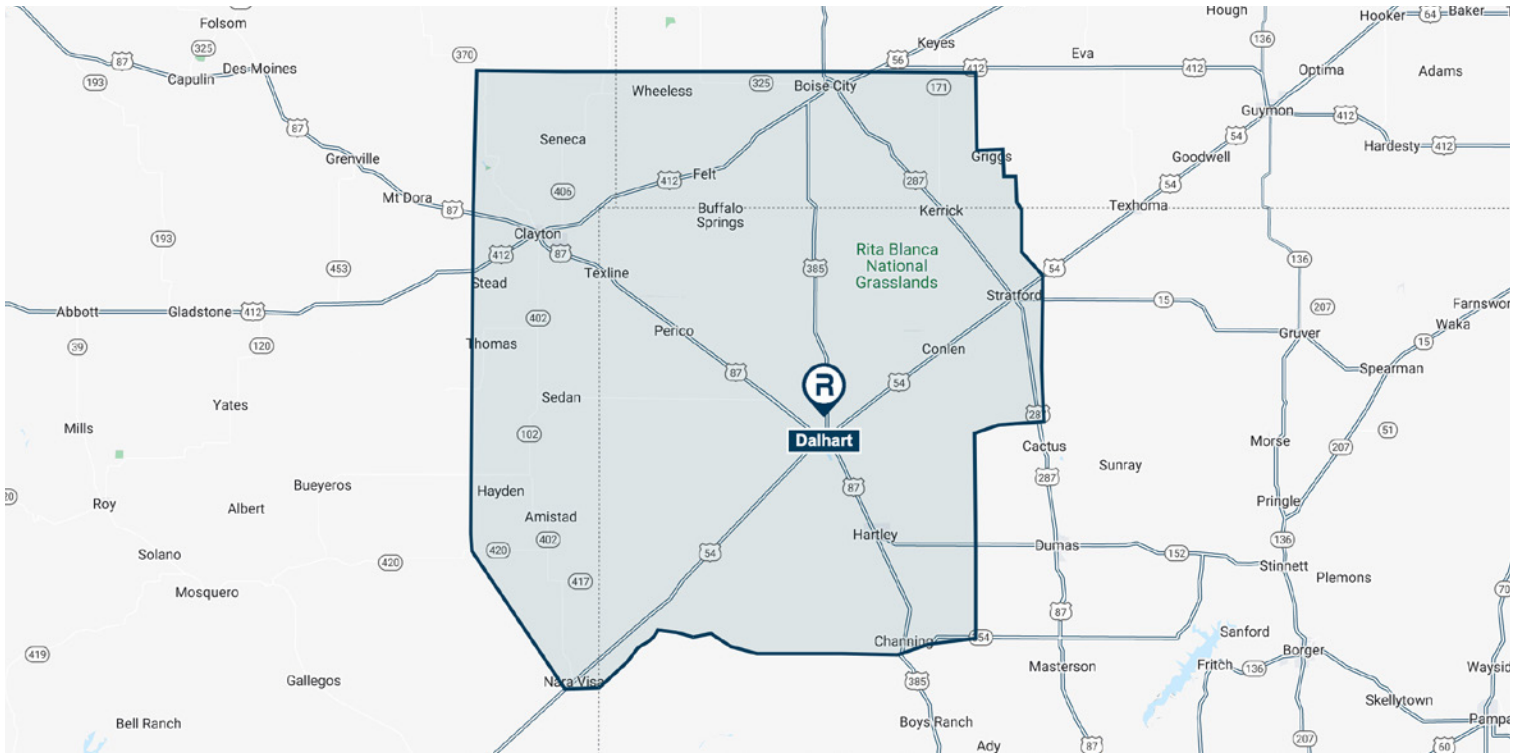 Folsom
Hough
Hooker
64
Baker
136
325
87
Capulin
Des-Moines
193
370
Keyes
56
Eva
412
412
Optima
Adams
Wheeless
325
Boise City
171
412
Guymon
412
87
Seneca
Grenville
Griggs
54
Goodwell
Hardesty
412
Mt Dora
87
406
412
Felt
287
54
Buffalo
Springs
Kerrick
Texhoma
193
Clayton
412
87
453
Texline
385
Rita Blanca
National
Grasslands
54
136
Stead
Stratford
15
207
Farnswor
Abbott
Gladstone
412
402
Perico
Gruver
Waka
15
39
120
Thomas
Conlen
Spearman
87
R
54
Yates
Sedan
287
Mills
102
Dalhart
Cactus
Morse
51
207
Sunray
Bueyeros
Hayden
87
287
Roy
Albert
Amistad
Pringle
Hartley
402
136
Solano
420
420
54
Dumas
152
Stinnett
Mosquero
417
Plemons
70
87
Channing
354
Sanford
419
Borger
Masterson
Fritch
136
Waysid
Gallegos
Nara Visa
385
Skellytown
Bell Ranch
Boys Ranch
Pampa
Ady
87
207
60